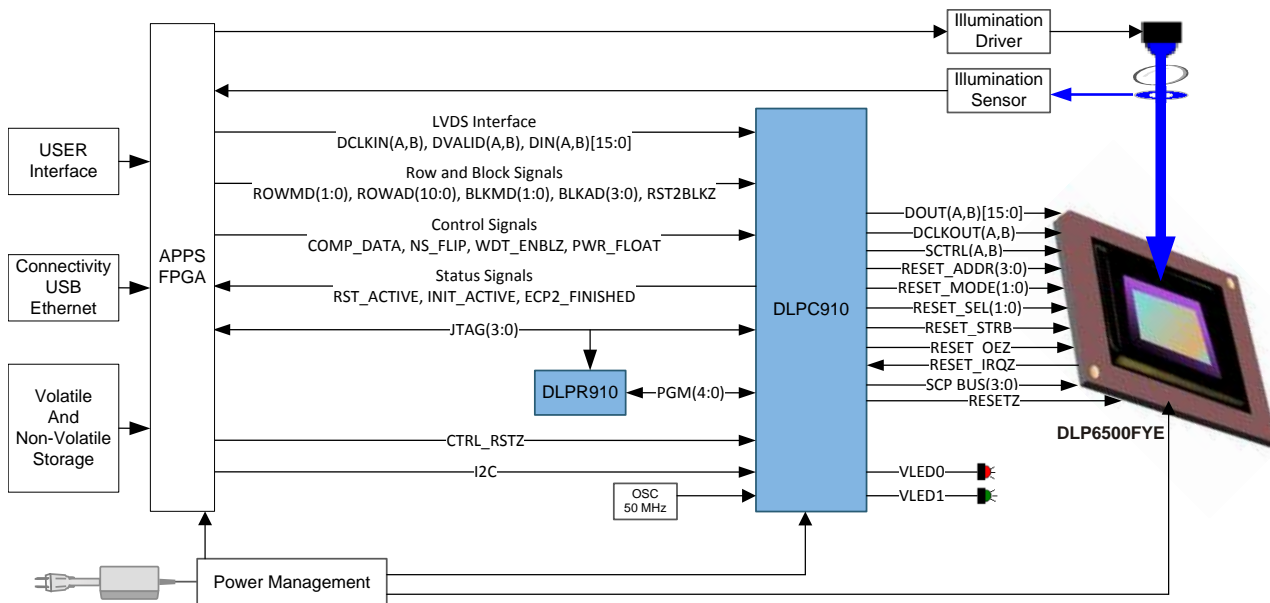 Illumination
Driver
Illumination
Sensor
USER
Interface
Connectivity
USB
Ethernet
Volatile
And
Non-Volatile
Storage
APPS
FPGA
LVDS Interface
DCLKIN(A,B), DVALID(A,B), DIN(A,B)[15:0]
Row and Block Signals
ROWMD(1:0), ROWAD(10:0), BLKMD(1:0), BLKAD(3:0), RST2BLKZ
Control Signals
COMP_DATA, NS_FLIP, WDT_ENBLZ, PWR_FLOAT
Status Signals
RST_ACTIVE, INIT_ACTIVE, ECP2_FINISHED
JTAG(3:0)
DLPR910
PGM(4:0)
CTRL_RSTZ
I2C
OSC
50 MHz
DLPC910
DOUT(A,B)[15:0]
DCLKOUT(A,B)
SCTRL(A,B)
RESET_ADDR(3:0)
RESET_MODE(1:0)
RESET_SEL(1:0)
RESET_STRB
RESET_OEZ
RESET_IRQZ
SCP BUS(3:0)
RESETZ
DLP6500FYE
VLED0
VLED1
Power Management